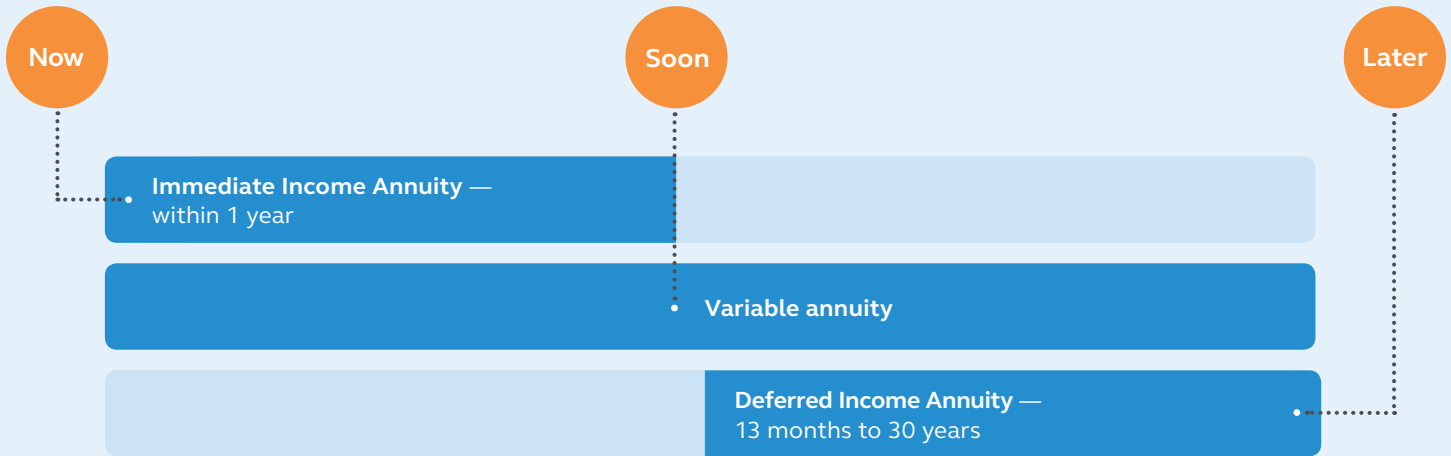 Now
Soon
Later
Immediate Income Annuity —
within 1 year
Variable annuity
Deferred Income Annuity —
13 months to 30 years